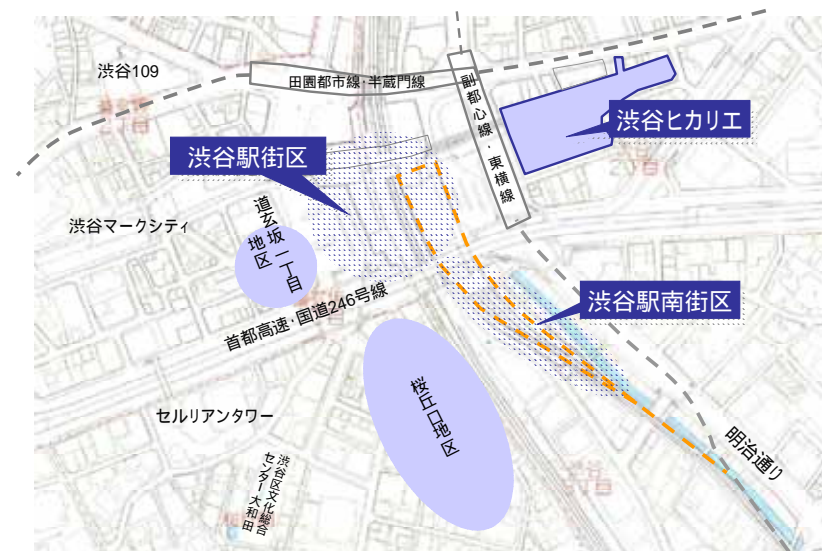 渋谷109
田園都市線・半蔵門線
副都心線・東横線
渋谷ヒカリエ
渋谷駅街区
渋谷マークシティ
道玄坂一丁目
地区
首都高速・国道246号線
渋谷駅南街区
桜丘口地区
セルリアンタワー
渋谷区文化総合
センター大和田
明治通り